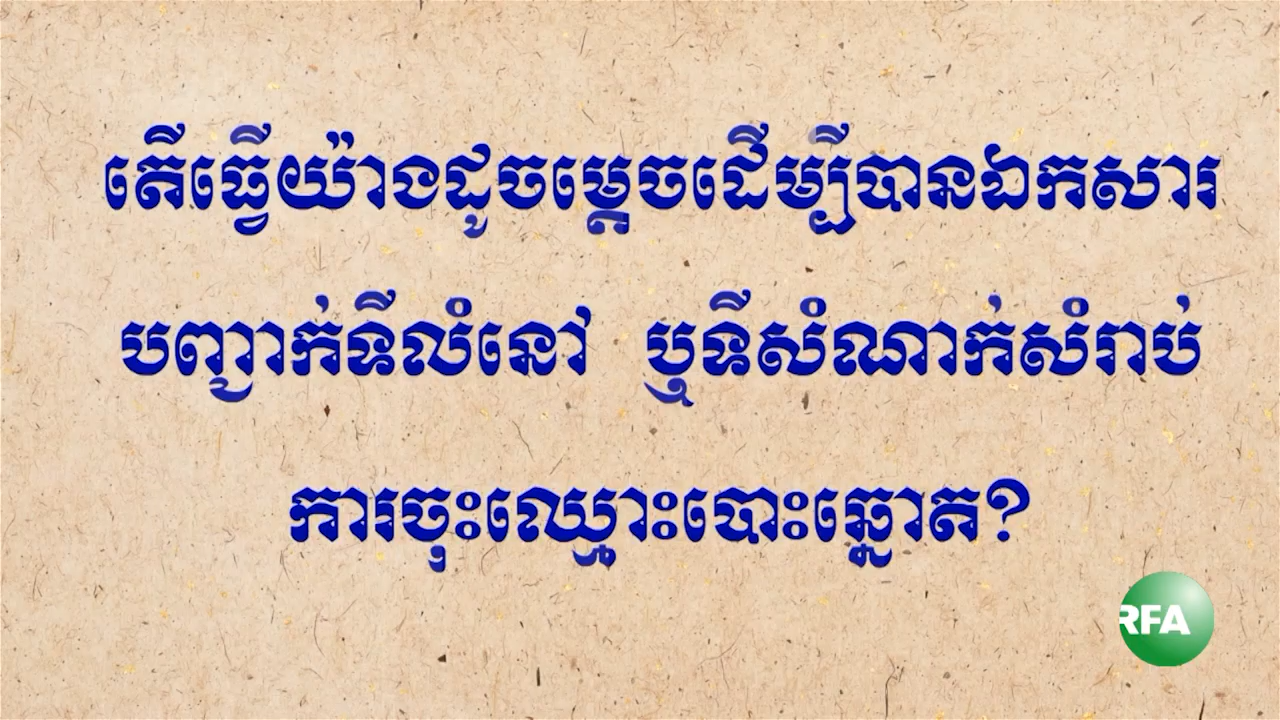 តើធ្វើយ៉ាងដូចម្ដេចដើម្បីបានឯកសារ
បញ្ជាក់ទីលំនៅ ឬទីសំណាក់សំរាប់
ការចុះឈ្មោះបោះឆ្នោត?
RFA